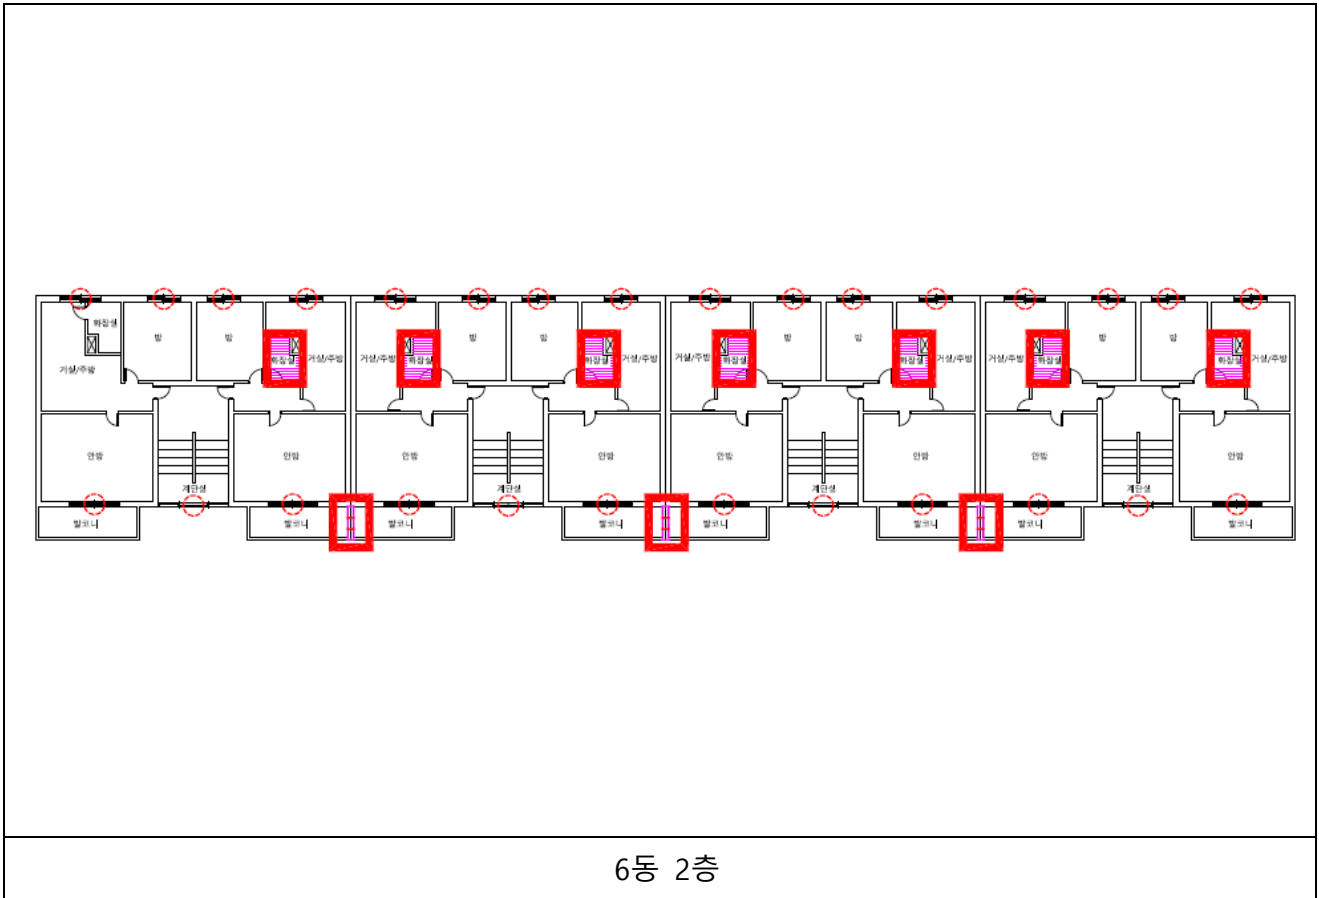 화장실
방 방 방 방 방 방 방 방
화장실 화장실 화장실 화장실 화장실 화장실 화장실
거실/주방 거실/주방 거실/주방 거실/주방 거실/주방 거실/주방 거실/주방 거실/주방
안방 안방 안방 안방 안방 안방 안방 안방
계단실 계단실 계단실 계단실
발코니 발코니 발코니 발코니 발코니 발코니 발코니 발코니
6동 2층